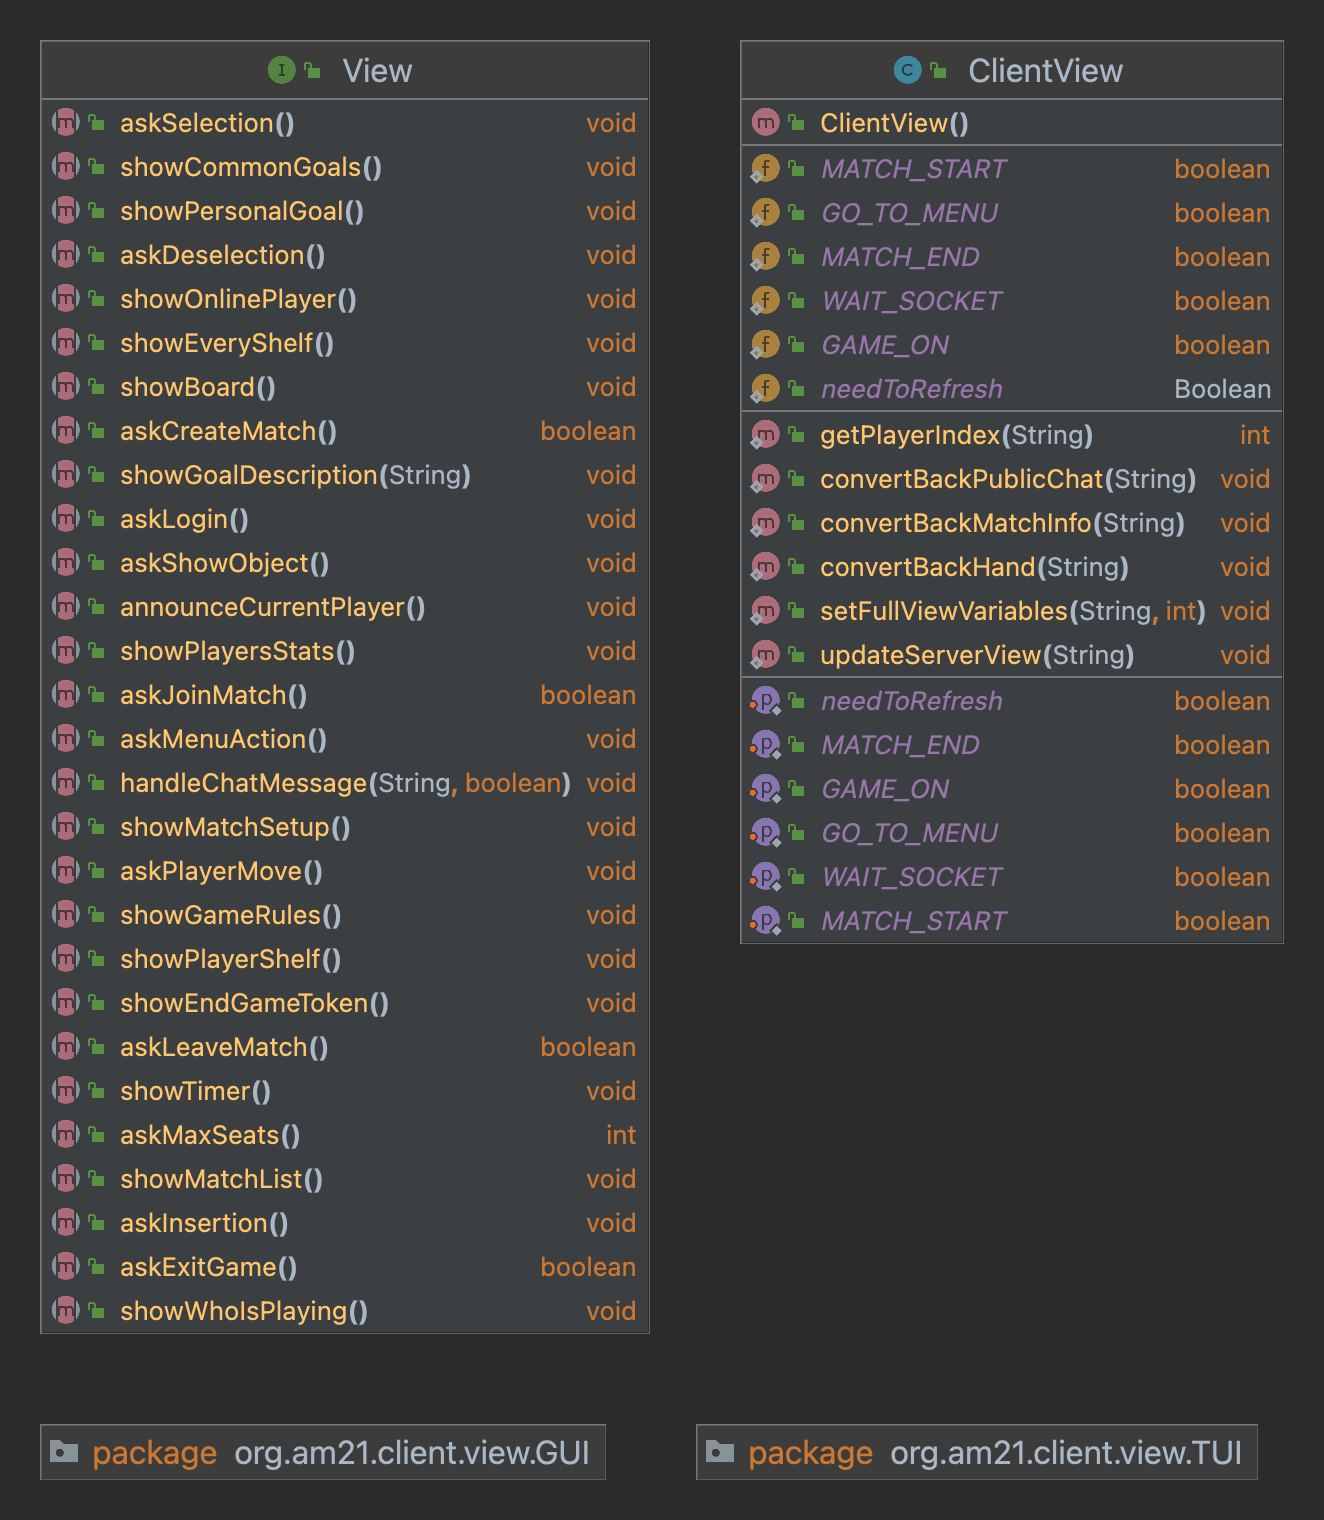 View
askSelection() void
showCommonGoals() void
showPersonalGoal() void
askDeselection() void
showOnlinePlayer() void
showEveryShelf() void
showBoard() void
askCreateMatch() boolean
showGoalDescription(String) void
askLogin() void
askShowObject() void
announceCurrentPlayer() void
showPlayersStats() void
askJoinMatch() boolean
askMenuAction() void
handleChatMessage(String, boolean) void
showMatchSetup() void
askPlayerMove() void
showGameRules() void
showPlayerShelf() void
showEndGameToken() void
askLeaveMatch() boolean
showTimer() void
askMaxSeats() int
showMatchList() void
askInsertion() void
askExitGame() boolean
showWhoIsPlaying() void
ClientView
ClientView()
MATCH_START boolean
GO_TO_MENU boolean
MATCH_END boolean
WAIT_SOCKET boolean
GAME_ON boolean
needToRefresh Boolean
getPlayerIndex(String) int
convertBackPublicChat(String) void
convertBackMatchInfo(String) void
convertBackHand(String) void
setFullViewVariables(String, int) void
updateServerView(String) void
needToRefresh boolean
MATCH_END boolean
GAME_ON boolean
GO_TO_MENU boolean
WAIT_SOCKET boolean
MATCH_START boolean
package org.am21.client.view.GUI
package org.am21.client.view.TUI